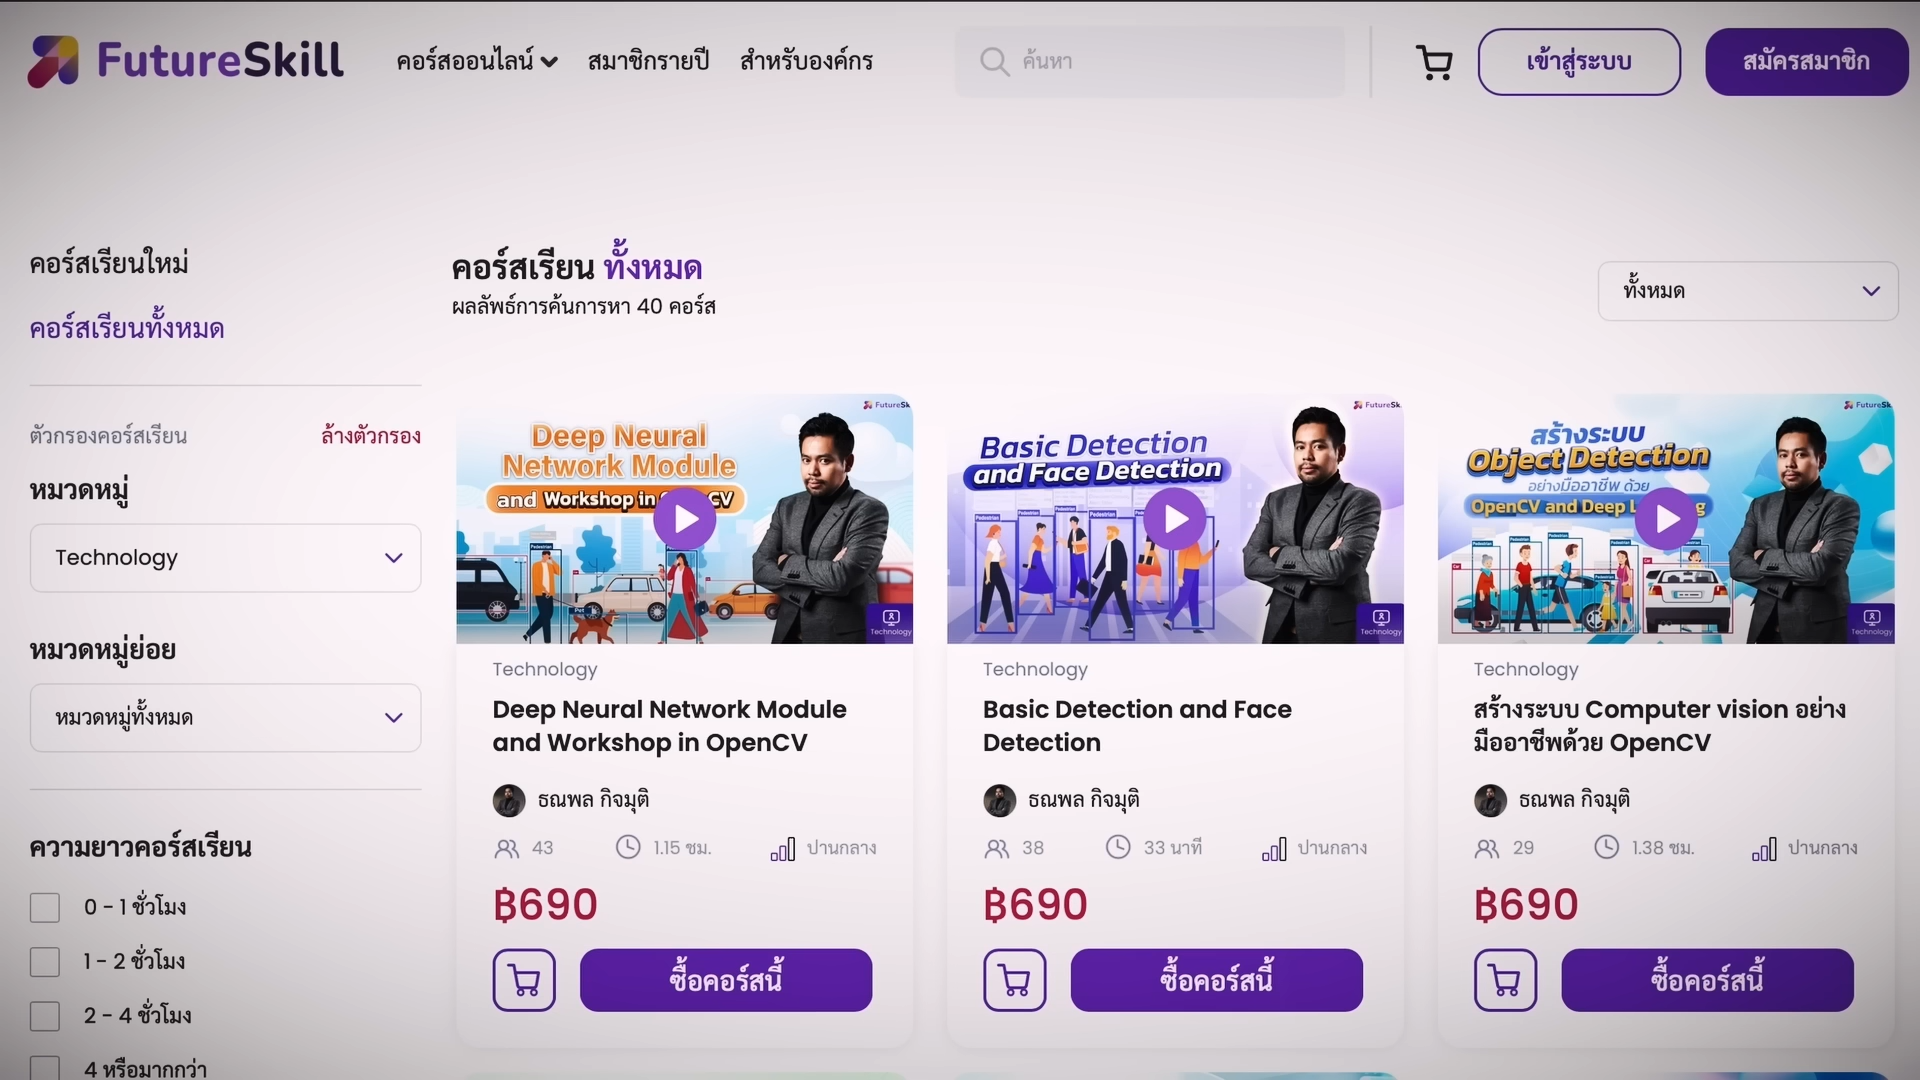 FutureSkill
คอร์สออนไลน์
สมาชิกรายปี
สำหรับองค์กร
ค้นหา
เข้าสู่ระบบ
สมัครสมาชิก
คอร์สเรียนใหม่
คอร์สเรียนทั้งหมด
ตัวกรองคอร์สเรียน
ล้างตัวกรอง
หมวดหมู่
Technology
หมวดหมู่ย่อย
หมวดหมู่ทั้งหมด
ความยาวคอร์สเรียน
0 - 1 ชั่วโมง
1 - 2 ชั่วโมง
2 - 4 ชั่วโมง
4 หรือมากกว่า
คอร์สเรียน ทั้งหมด
ผลลัพธ์การค้นการหา 40 คอร์ส
ทั้งหมด
Deep Neural
Network Module
and Workshop in
Technology
Technology
Deep Neural Network Module
and Workshop in OpenCV
ธณพล กิจมุติ
43
1.15 ชม.
ปานกลาง
฿690
ซื้อคอร์สนี้
Basic Detection
and Face Detection
Technology
Technology
Basic Detection and Face
Detection
ธณพล กิจมุติ
38
33 นาที
ปานกลาง
฿690
ซื้อคอร์สนี้
สร้างระบบ
Object Detection
อย่างมืออาชีพ ด้วย
OpenCV and Deep
Technology
Technology
สร้างระบบ Computer vision อย่าง
มืออาชีพด้วย OpenCV
ธณพล กิจมุติ
29
1.38 ชม.
ปานกลาง
฿690
ซื้อคอร์สนี้